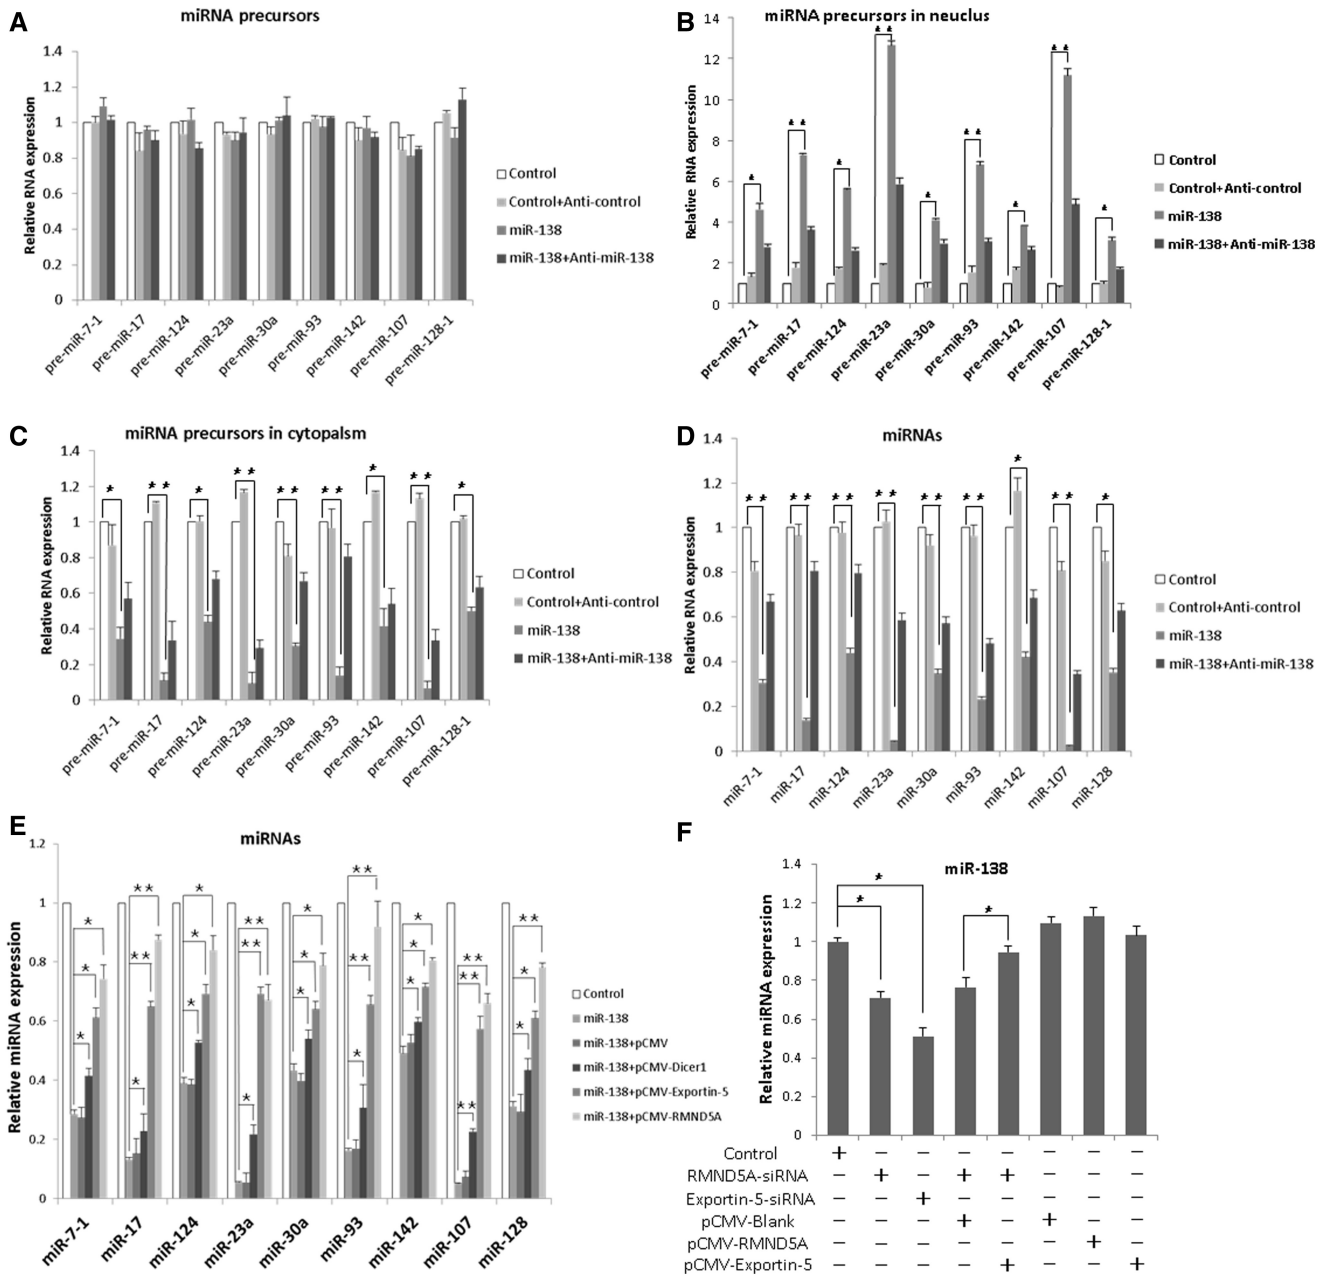 A
miRNA precursors
Relative RNA expression
1.4
1.2
1
0.8
0.6
0.4
0.2
0
pre-miR-7-1
pre-miR-17
pre-miR-124
pre-miR-23a
pre-miR-30a
pre-miR-93
pre-miR-142
pre-miR-107
pre-miR-128-1
Control
Control+Anti-control
miR-138
miR-138+Anti-miR-138
B
miRNA precursors in neuclus
Relative RNA expression
14
12
10
8
6
4
2
0
pre-miR-7-1
pre-miR-17
pre-miR-124
pre-miR-23a
pre-miR-30a
pre-miR-93
pre-miR-142
pre-miR-107
pre-miR-128-1
Control
Control+Anti-control
miR-138
miR-138+Anti-miR-138
C
miRNA precursors in cytopalsm
Relative RNA expression
1.4
1.2
1
0.8
0.6
0.4
0.2
0
pre-miR-7-1
pre-miR-17
pre-miR-124
pre-miR-23a
pre-miR-30a
pre-miR-93
pre-miR-142
pre-miR-107
pre-miR-128-1
Control
Control+Anti-control
miR-138
miR-138+Anti-miR-138
D
miRNAs
Relative RNA expression
1.4
1.2
1
0.8
0.6
0.4
0.2
0
miR-7-1
miR-17
miR-124
miR-23a
miR-30a
miR-93
miR-142
miR-107
miR-128
Control
Control+Anti-control
miR-138
miR-138+Anti-miR-138
E
miRNAs
Relative miRNA expression
1.2
1
0.8
0.6
0.4
0.2
0
miR-7-1
miR-17
miR-124
miR-23a
miR-30a
miR-93
miR-142
miR-107
miR-128
Control
miR-138
miR-138+pCMV
miR-138+pCMV-Dicer1
miR-138+pCMV-Exportin-5
miR-138+pCMV-RMND5A
F
miR-138
Relative miRNA expression
1.4
1.2
1
0.8
0.6
0.4
0.2
0
Control + − − − − − − −
RMND5A-siRNA − + − + + − − −
Exportin-5-siRNA − − + − − − − −
pCMV-Blank − − − + − + − −
pCMV-RMND5A − − − − − − + −
pCMV-Exportin-5 − − − − + − − +